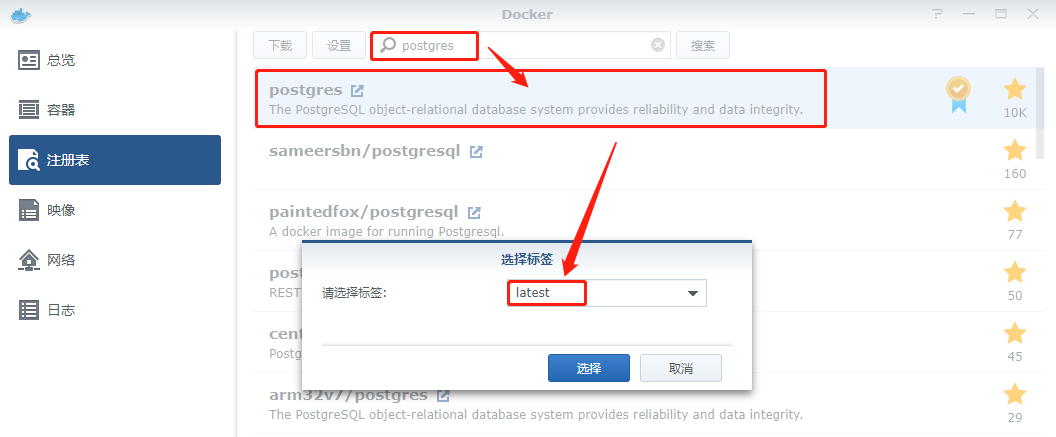 Docker
总览
容器
注册表
映像
网络
日志
下载 设置 postgres 搜索
postgres
The PostgreSQL object-relational database system provides reliability and data integrity.
10K
sameersbn/postgresql
160
paintedfox/postgresql
A docker image for running Postgresql.
77
选择标签
请选择标签: latest
选择 取消
REST
50
cent
45
arm32v7/postgres
The PostgreSQL object-relational database system provides reliability and data integrity.
29